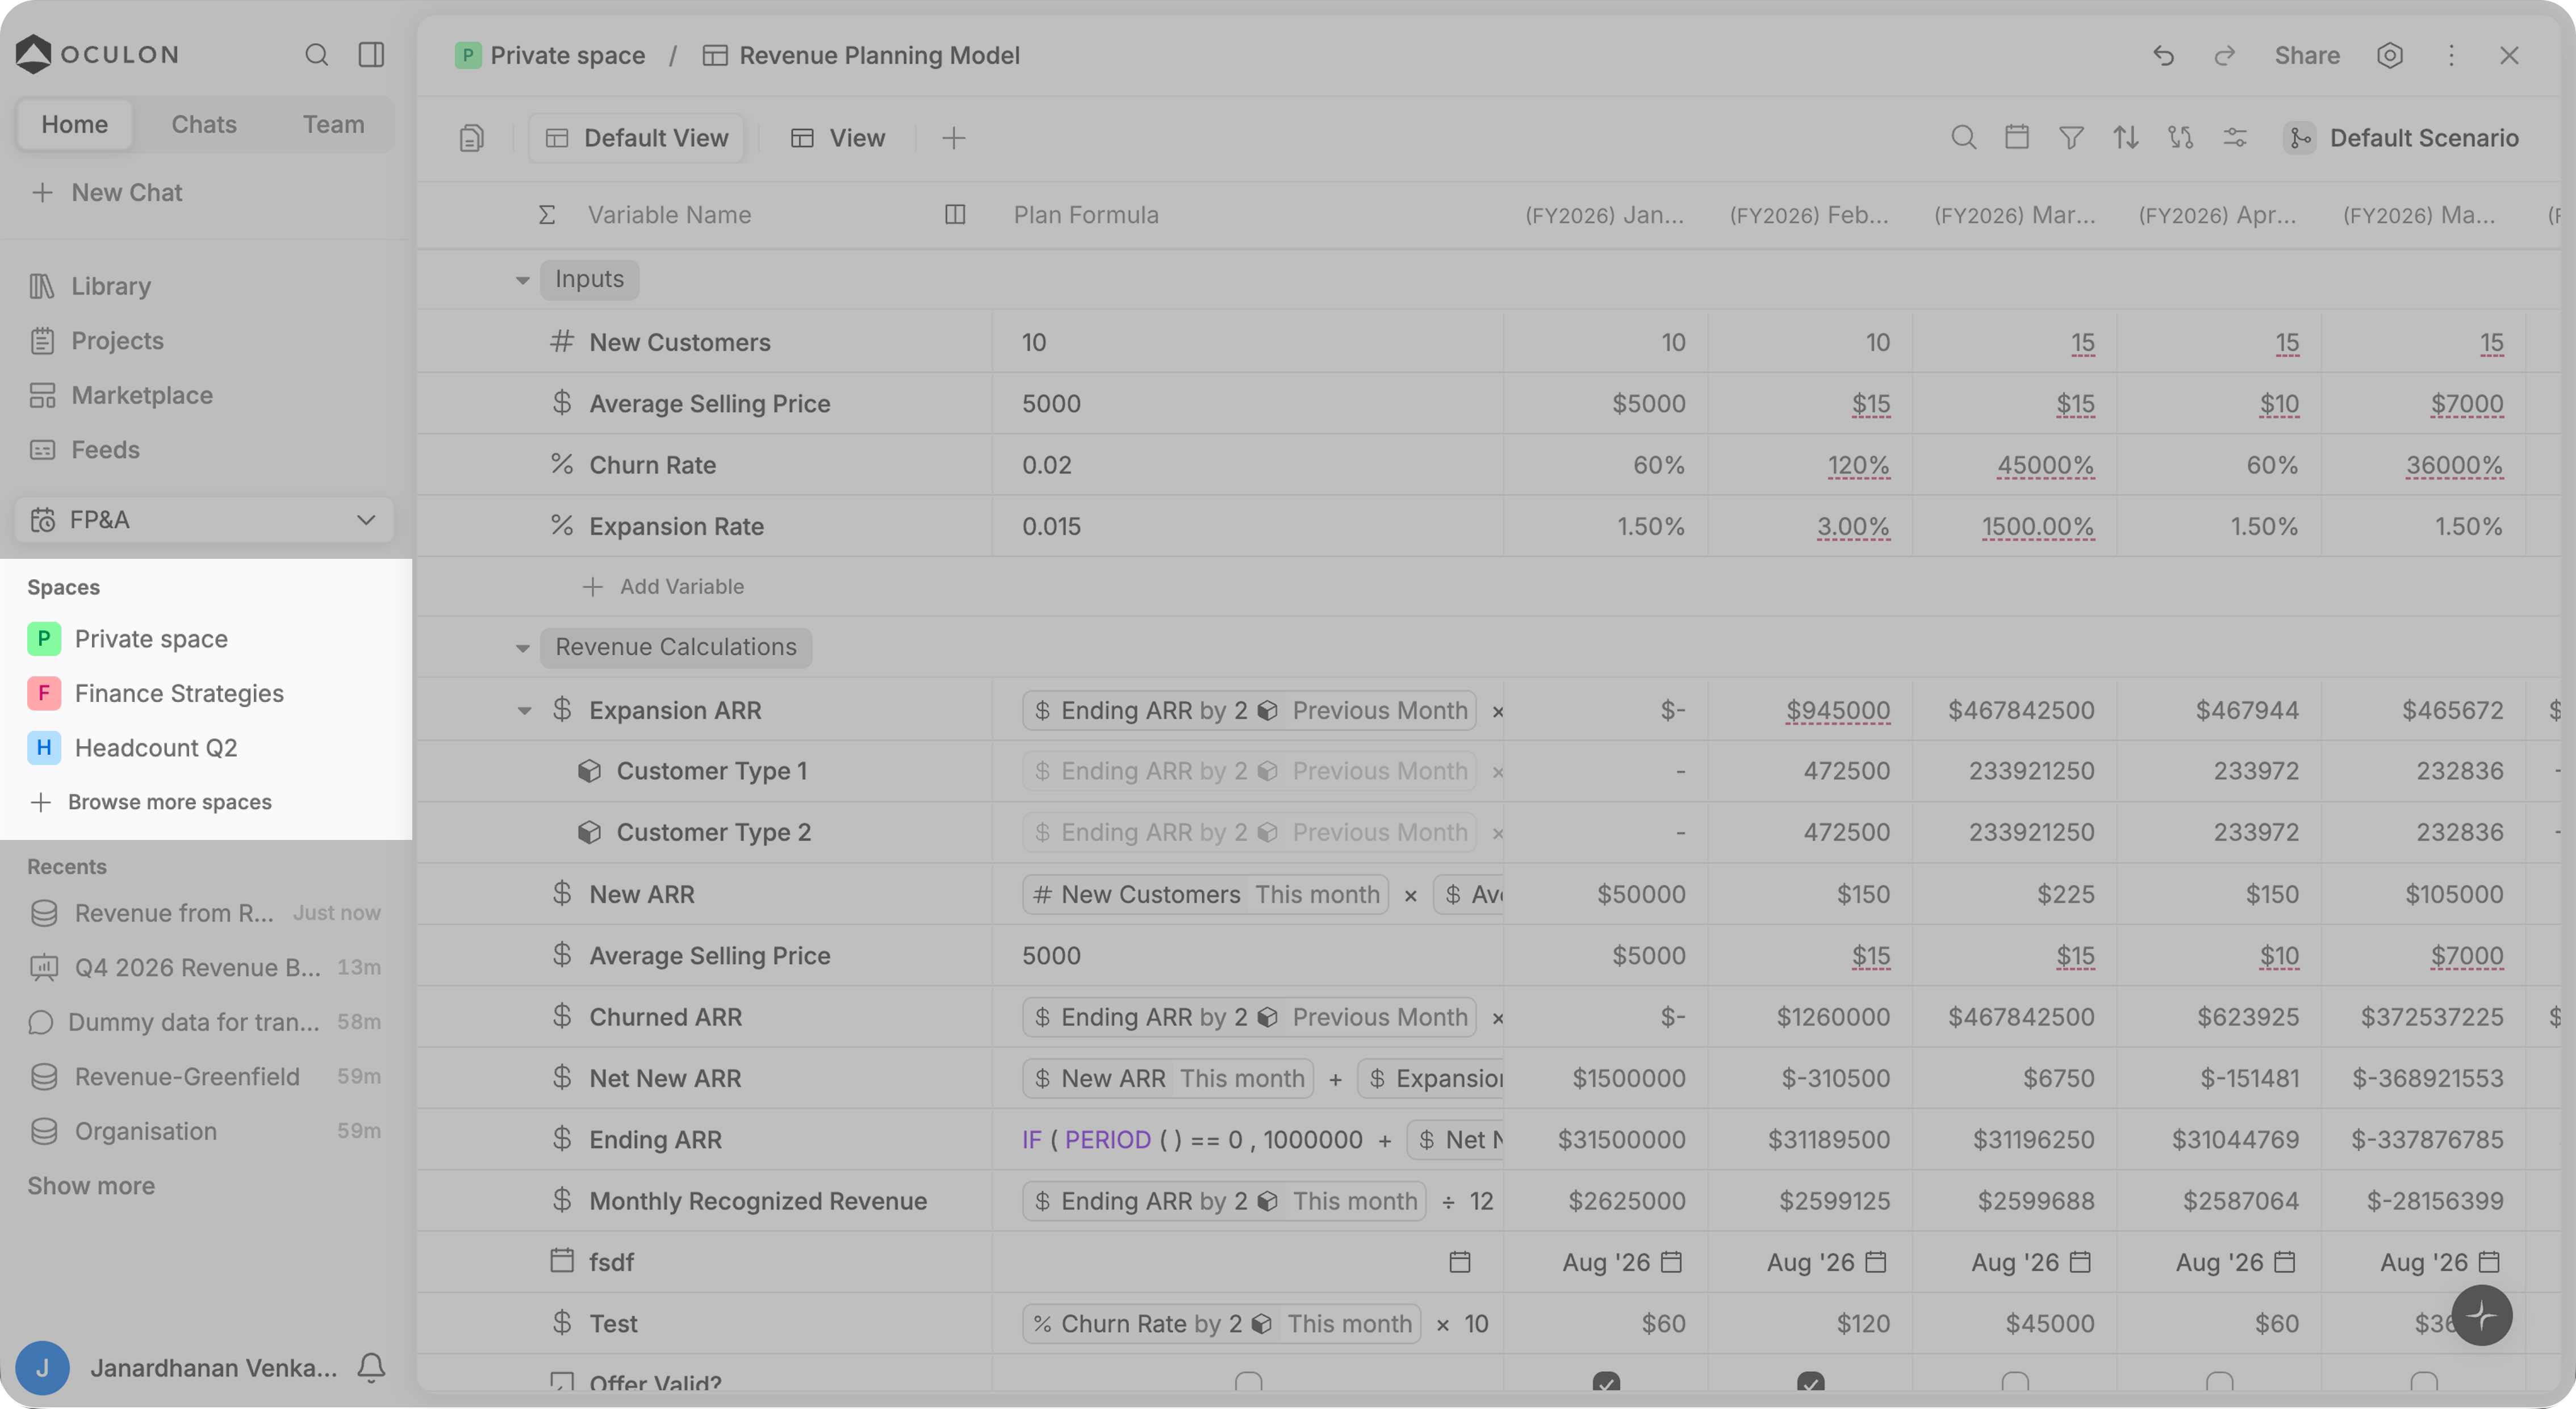 OCULON
Home Chats Team
New Chat
Library
Projects
Marketplace
Feeds
FP&A
Spaces
P Private space
F Finance Strategies
H Headcount Q2
Browse more spaces
Recents
Revenue from R... Just now
Q4 2026 Revenue B... 13m
Dummy data for tran... 58m
Revenue-Greenfield 59m
Organisation 59m
Show more
J Janardhanan Venka...
P Private space / Revenue Planning Model Share
Default View View + Default Scenario
Σ Variable Name Plan Formula (FY2026) Jan... (FY2026) Feb... (FY2026) Mar... (FY2026) Apr... (FY2026) Ma...
Inputs
# New Customers 10 10 10 15 15 15
$ Average Selling Price 5000 $5000 $15 $15 $10 $7000
% Churn Rate 0.02 60% 120% 45000% 60% 36000%
% Expansion Rate 0.015 1.50% 3.00% 1500.00% 1.50% 1.50%
+ Add Variable
Revenue Calculations
$ Expansion ARR $ Ending ARR by 2 Previous Month × $- $945000 $467842500 $467944 $465672 $
Customer Type 1 $ Ending ARR by 2 Previous Month × - 472500 233921250 233972 232836 -
Customer Type 2 $ Ending ARR by 2 Previous Month × - 472500 233921250 233972 232836 -
$ New ARR # New Customers This month × $ Ave $50000 $150 $225 $150 $105000
$ Average Selling Price 5000 $5000 $15 $15 $10 $7000
$ Churned ARR $ Ending ARR by 2 Previous Month × $- $1260000 $467842500 $623925 $372537225 $
$ Net New ARR $ New ARR This month + $ Expansion $1500000 $-310500 $6750 $-151481 $-368921553
$ Ending ARR IF ( PERIOD ( ) == 0 , 1000000 + $ Net N $31500000 $31189500 $31196250 $31044769 $-337876785
$ Monthly Recognized Revenue $ Ending ARR by 2 This month ÷ 12 $2625000 $2599125 $2599688 $2587064 $-28156399
fsdf Aug '26 Aug '26 Aug '26 Aug '26 Aug '26
$ Test % Churn Rate by 2 This month × 10 $60 $120 $45000 $60 $36
Offer Valid?